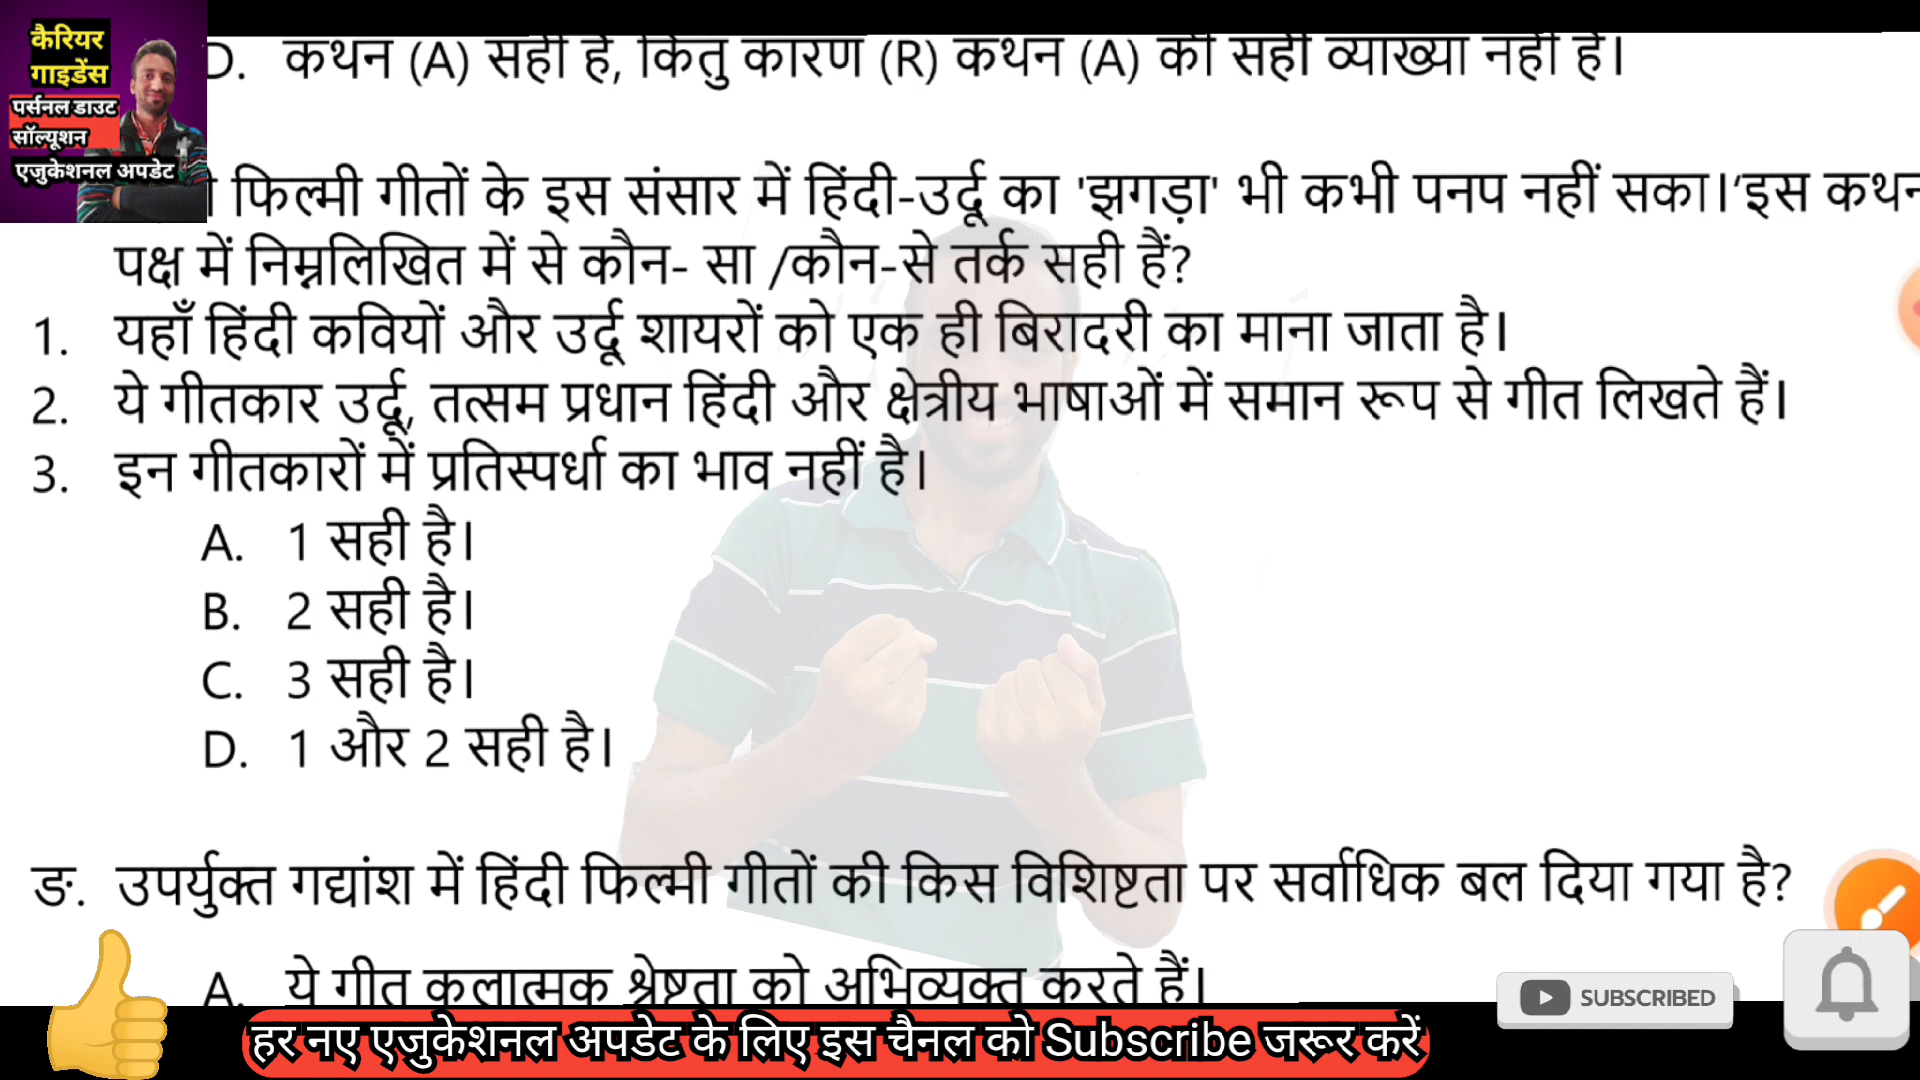 कैरियर
गाइडेंस
पर्सनल डाउट
सॉल्यूशन
एजुकेशनल अपडेट
D. कथन (A) सही है, किंतु कारण (R) कथन (A) की सही व्याख्या नहीं है।
फिल्मी गीतों के इस संसार में हिंदी-उर्दू का 'झगड़ा' भी कभी पनप नहीं सका।‘इस कथन
पक्ष में निम्नलिखित में से कौन- सा /कौन-से तर्क सही हैं?
1. यहाँ हिंदी कवियों और उर्दू शायरों को एक ही बिरादरी का माना जाता है।
2. ये गीतकार उर्दू, तत्सम प्रधान हिंदी और क्षेत्रीय भाषाओं में समान रूप से गीत लिखते हैं।
3. इन गीतकारों में प्रतिस्पर्धा का भाव नहीं है।
A. 1 सही है।
B. 2 सही है।
C. 3 सही है।
D. 1 और 2 सही है।
ङ. उपर्युक्त गद्यांश में हिंदी फिल्मी गीतों की किस विशिष्टता पर सर्वाधिक बल दिया गया है?
A. ये गीत कलात्मक श्रेष्ठता को अभिव्यक्त करते हैं।
SUBSCRIBED
हर नए एजुकेशनल अपडेट के लिए इस चैनल को Subscribe जरूर करें